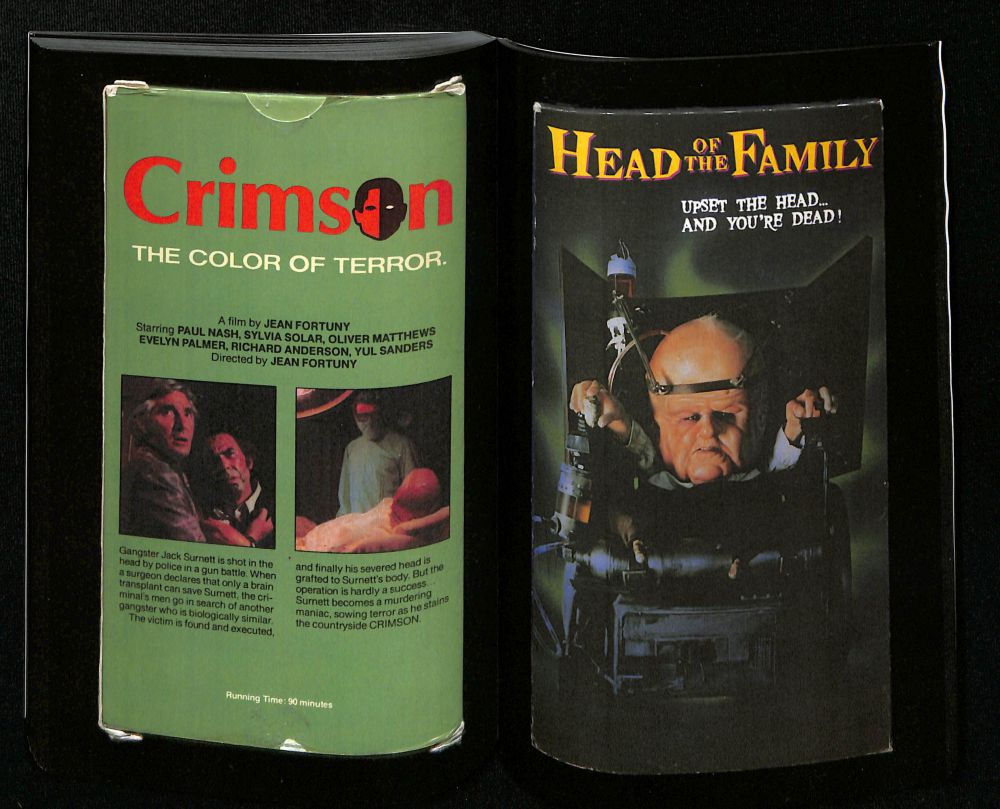 Crimson
THE COLOR OF TERROR.
A film by JEAN FORTUNY
Starring PAUL NASH, SYLVIA SOLAR, OLIVER MATTHEWS
EVELYN PALMER, RICHARD ANDERSON, YUL SANDERS
Directed by JEAN FORTUNY
Gangster Jack Surnett is shot in the
head by police in a gun battle. When
a surgeon declares that only a brain
transplant can save Surnett, the cri-
minal's men go in search of another
gangster who is biologically similar.
The victim is found and executed,
and finally his severed head is
grafted to Surnett's body. But the
operation is hardly a success...
Surnett becomes a murdering
maniac, sowing terror as he stains
the countryside CRIMSON.
Running Time: 90 minutes
HEAD OF THE FAMILY
UPSET THE HEAD...
AND YOU'RE DEAD!